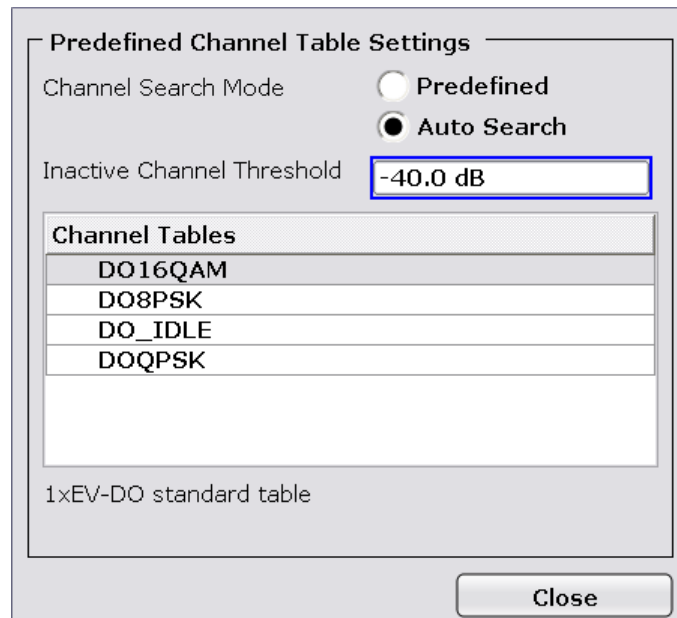 Predefined Channel Table Settings
Channel Search Mode
Predefined
Auto Search
Inactive Channel Threshold
-40.0 dB
Channel Tables
DO16QAM
DO8PSK
DO_IDLE
DOQPSK
1xEV-DO standard table
Close